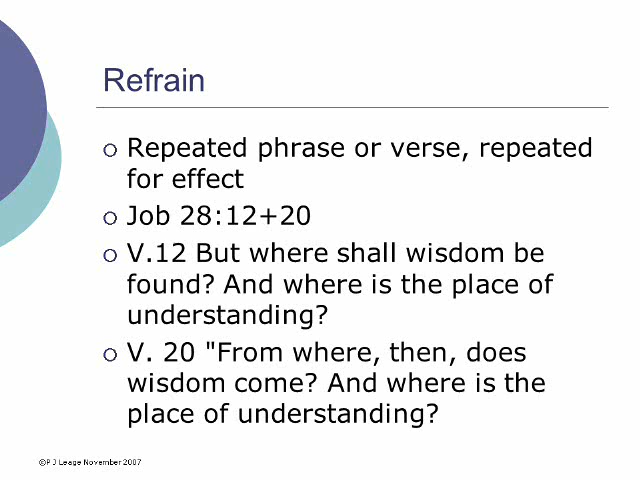 Refrain
Repeated phrase or verse, repeated
for effect
Job 28:12+20
V.12 But where shall wisdom be
found? And where is the place of
understanding?
V. 20 "From where, then, does
wisdom come? And where is the
place of understanding?
©P J Leage November 2007